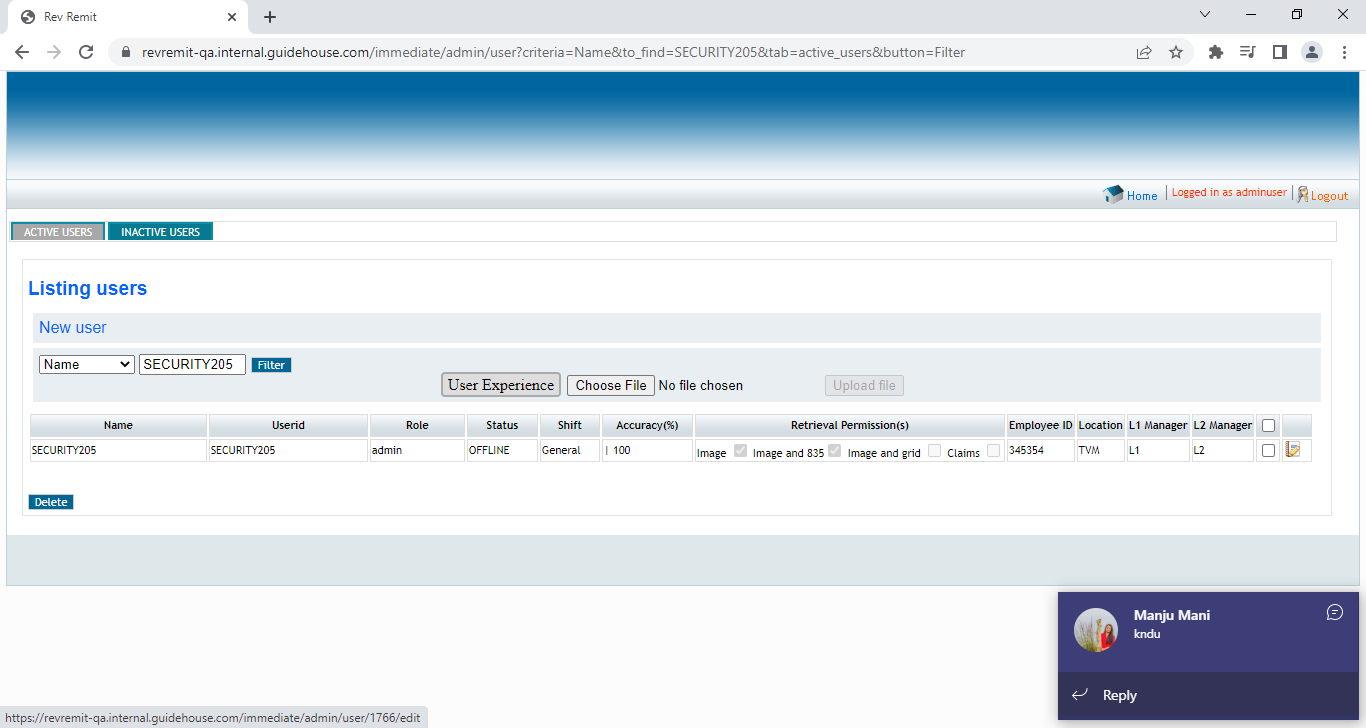 Rev Remit
revremit-qa.internal.guidehouse.com/immediate/admin/user?criteria=Name&to_find=SECURITY205&tab=active_users&button=Filter
Home Logged in as adminuser Logout
ACTIVE USERS INACTIVE USERS
Listing users
New user
Name SECURITY205 Filter
User Experience Choose File No file chosen Upload file
Name Userid Role Status Shift Accuracy(%) Retrieval Permission(s) Employee ID Location L1 Manager L2 Manager
SECURITY205 SECURITY205 admin OFFLINE General | 100 Image Image and 835 Image and grid Claims 345354 TVM L1 L2
Delete
Manju Mani
kndu
Reply
https://revremit-qa.internal.guidehouse.com/immediate/admin/user/1766/edit